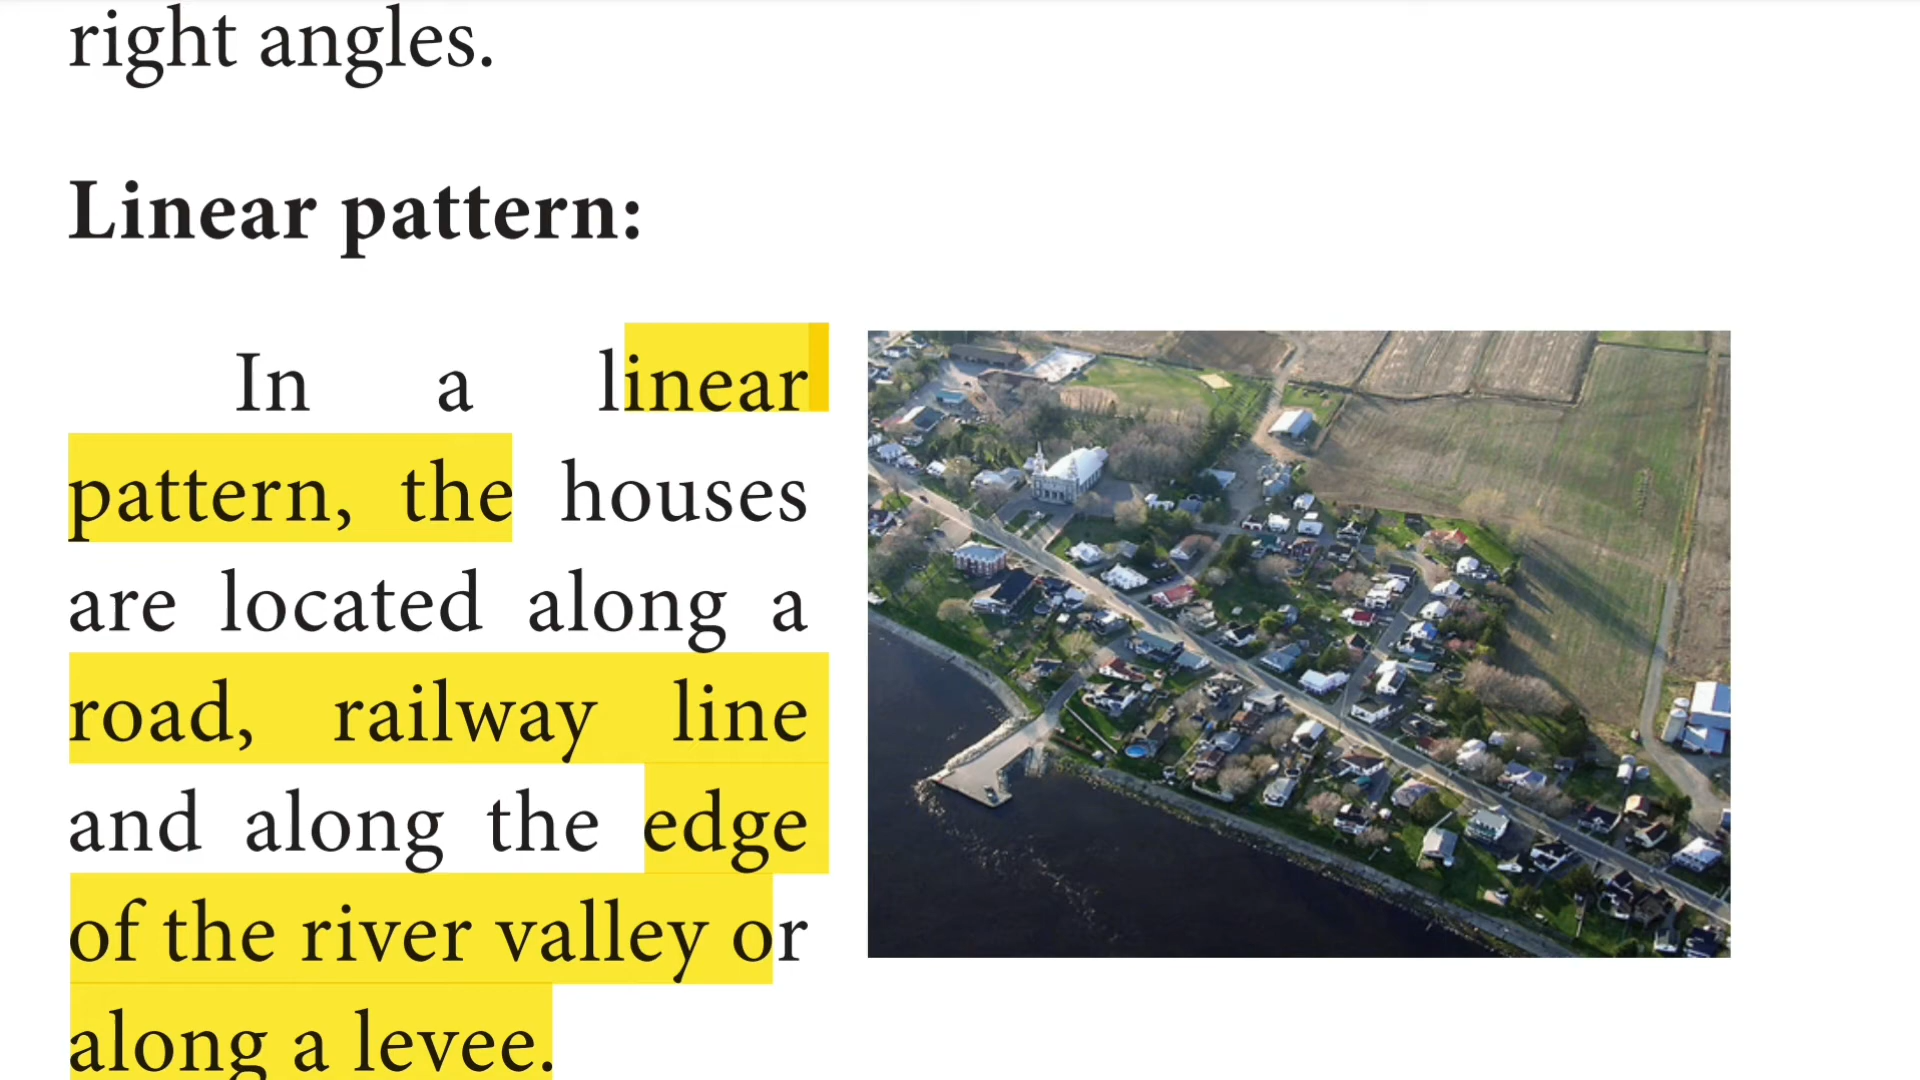 right angles.
Linear pattern:
In a linear
pattern, the houses
are located along a
road, railway line
and along the edge
of the river valley or
along a levee.